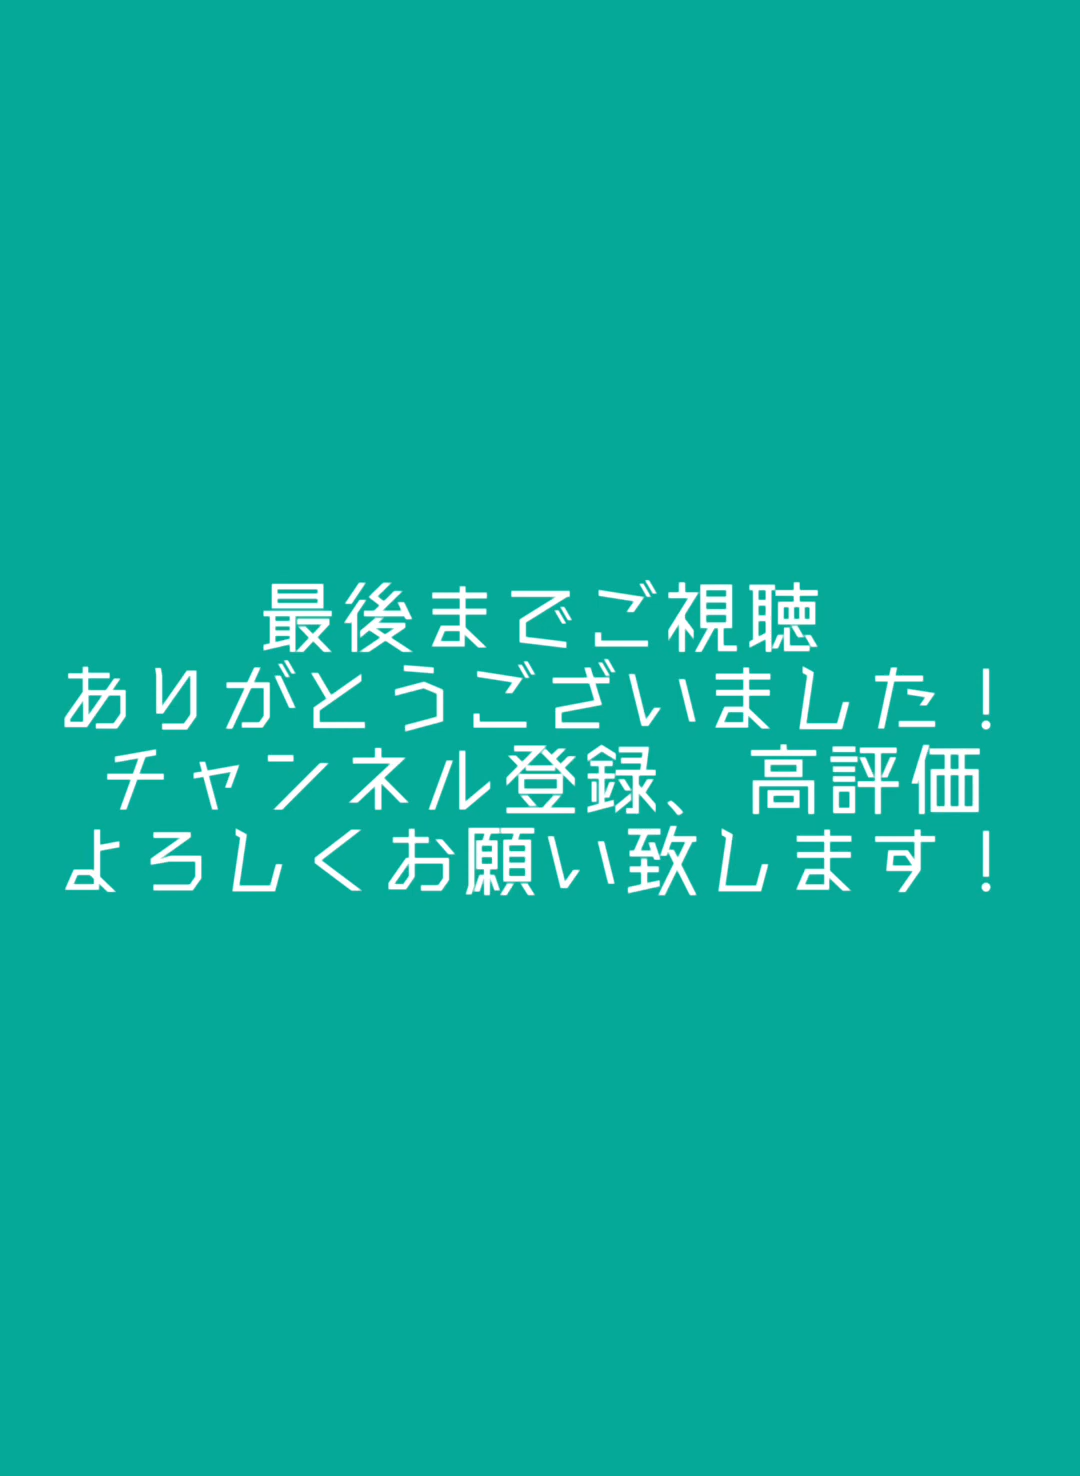 最後までご視聴
ありがとうございました！
チャンネル登録、高評価
よろしくお願い致します！